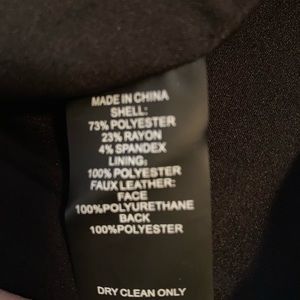 MADE IN CHINA
SHELL:
73% POLYESTER
23% RAYON
4% SPANDEX
LINING:
100% POLYESTER
FAUX LEATHER:
FACE
100%POLYURETHANE
BACK
100% POLYESTER
DRY CLEAN ONLY